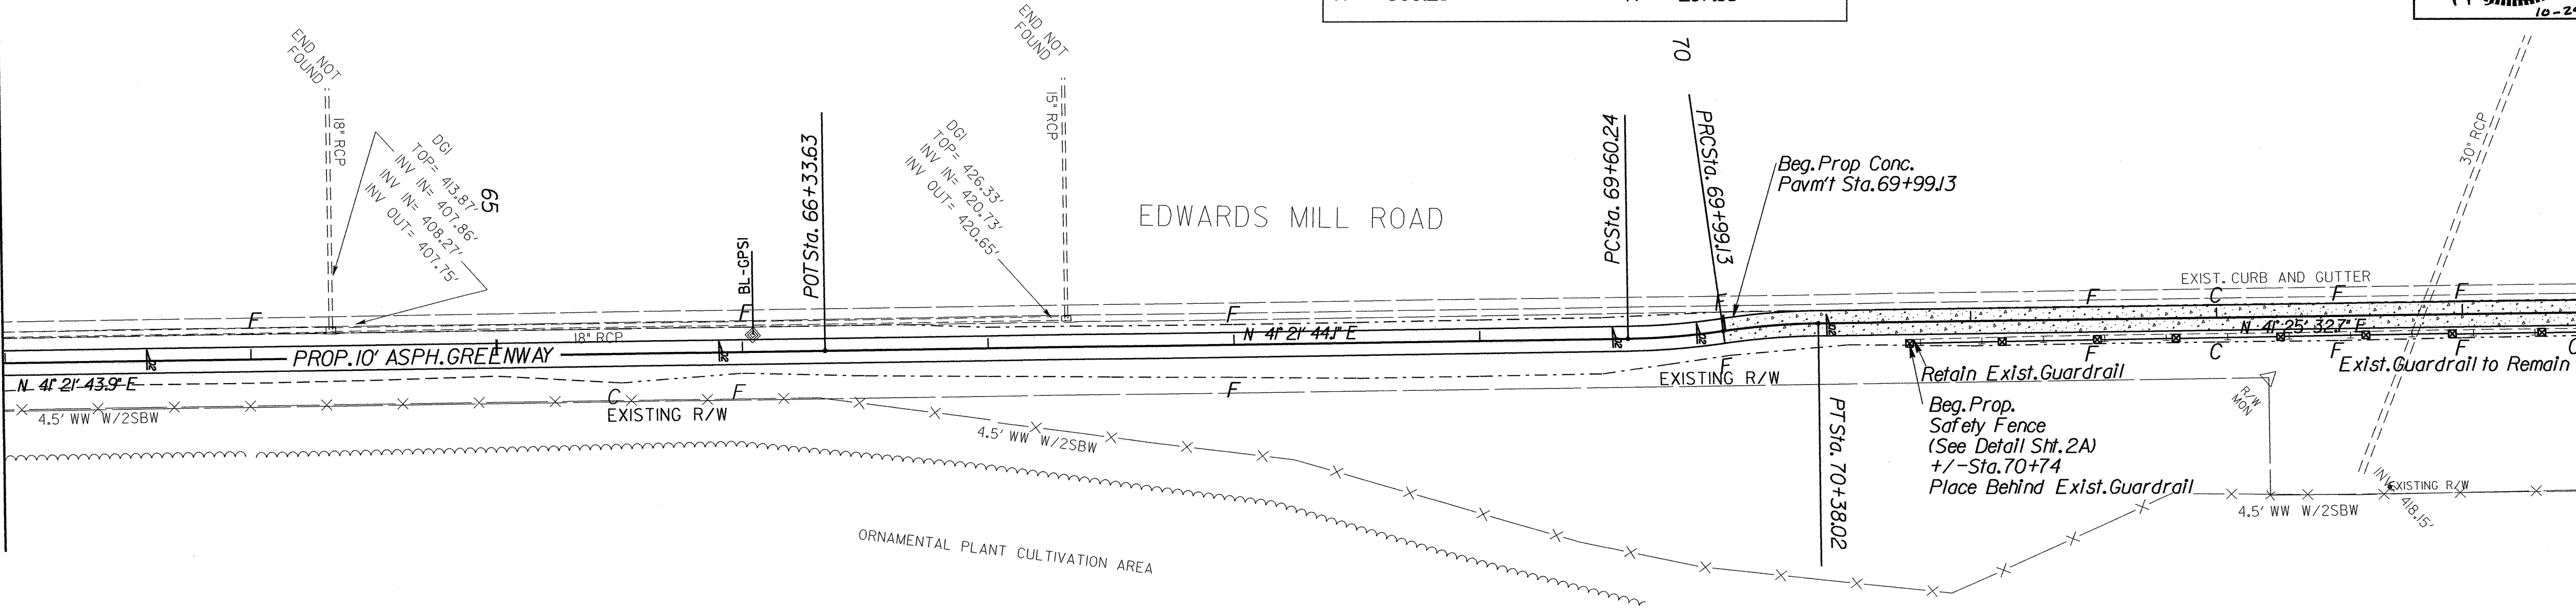 10-2
70
END NOT
FOUND
18" RCP
DGI
TOP= 413.87'
INV IN= 407.86'
INV IN= 408.27'
INV OUT= 407.75'
65
BL-GPS1
POTSta. 66+33.63
END NOT
FOUND
15" RCP
DGI
TOP= 426.33'
INV IN= 420.73'
INV OUT= 420.65'
EDWARDS MILL ROAD
PCSta. 69+60.24
PRCSta. 69+99.13
Beg.Prop Conc.
Pavm't Sta.69+99.13
30" RCP
EXIST. CURB AND GUTTER
F
F
F
F
F
C
F
F
18" RCP
PROP.10' ASPH.GREENWAY
N 41° 21' 43.9" E
N 41° 21' 44.1" E
N 41° 25' 32.7" E
C
F
F
F
F
C
F
F
C
EXISTING R/W
EXISTING R/W
4.5' WW W/2SBW
4.5' WW W/2SBW
Retain Exist.Guardrail
Exist.Guardrail to Remain
R/W
MON
Beg.Prop.
Safety Fence
(See Detail Sht.2A)
+/-Sta.70+74
Place Behind Exist.Guardrail
PTSta. 70+38.02
EXISTING R/W
4.5' WW W/2SBW
INV= 418.15'
ORNAMENTAL PLANT CULTIVATION AREA